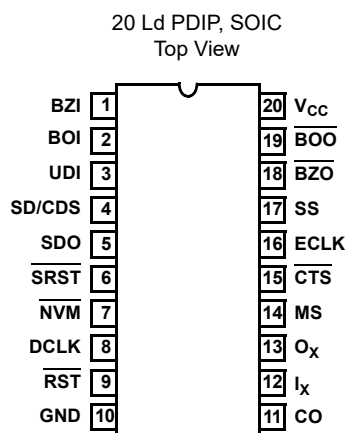 20 Ld PDIP, SOIC
Top View
BZI 1 20 VCC
BOI 2 19 BOO
UDI 3 18 BZO
SD/CDS 4 17 SS
SDO 5 16 ECLK
SRST 6 15 CTS
NVM 7 14 MS
DCLK 8 13 OX
RST 9 12 IX
GND 10 11 CO